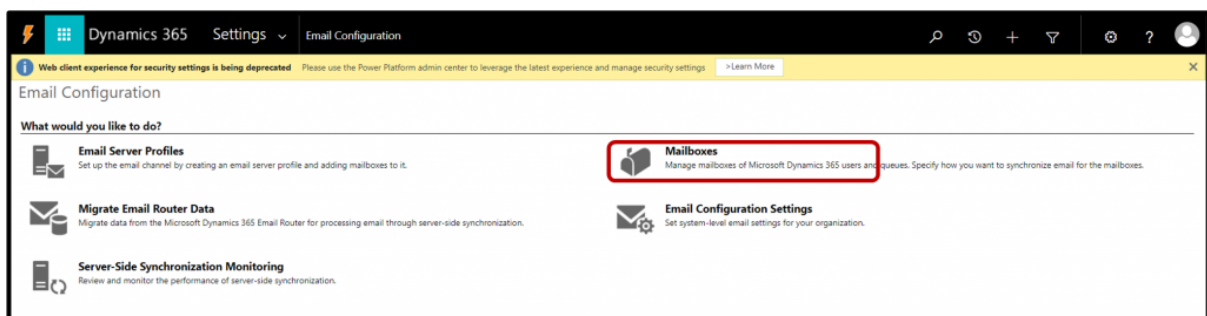 Dynamics 365 Settings Email Configuration ?
Web client experience for security settings is being deprecated Please use the Power Platform admin center to leverage the latest experience and manage security settings >Learn More
Email Configuration
What would you like to do?
Email Server Profiles
Set up the email channel by creating an email server profile and adding mailboxes to it.
Mailboxes
Manage mailboxes of Microsoft Dynamics 365 users and queues. Specify how you want to synchronize email for the mailboxes.
Migrate Email Router Data
Migrate data from the Microsoft Dynamics 365 Email Router for processing email through server-side synchronization.
Email Configuration Settings
Set system-level email settings for your organization.
Server-Side Synchronization Monitoring
Review and monitor the performance of server-side synchronization.